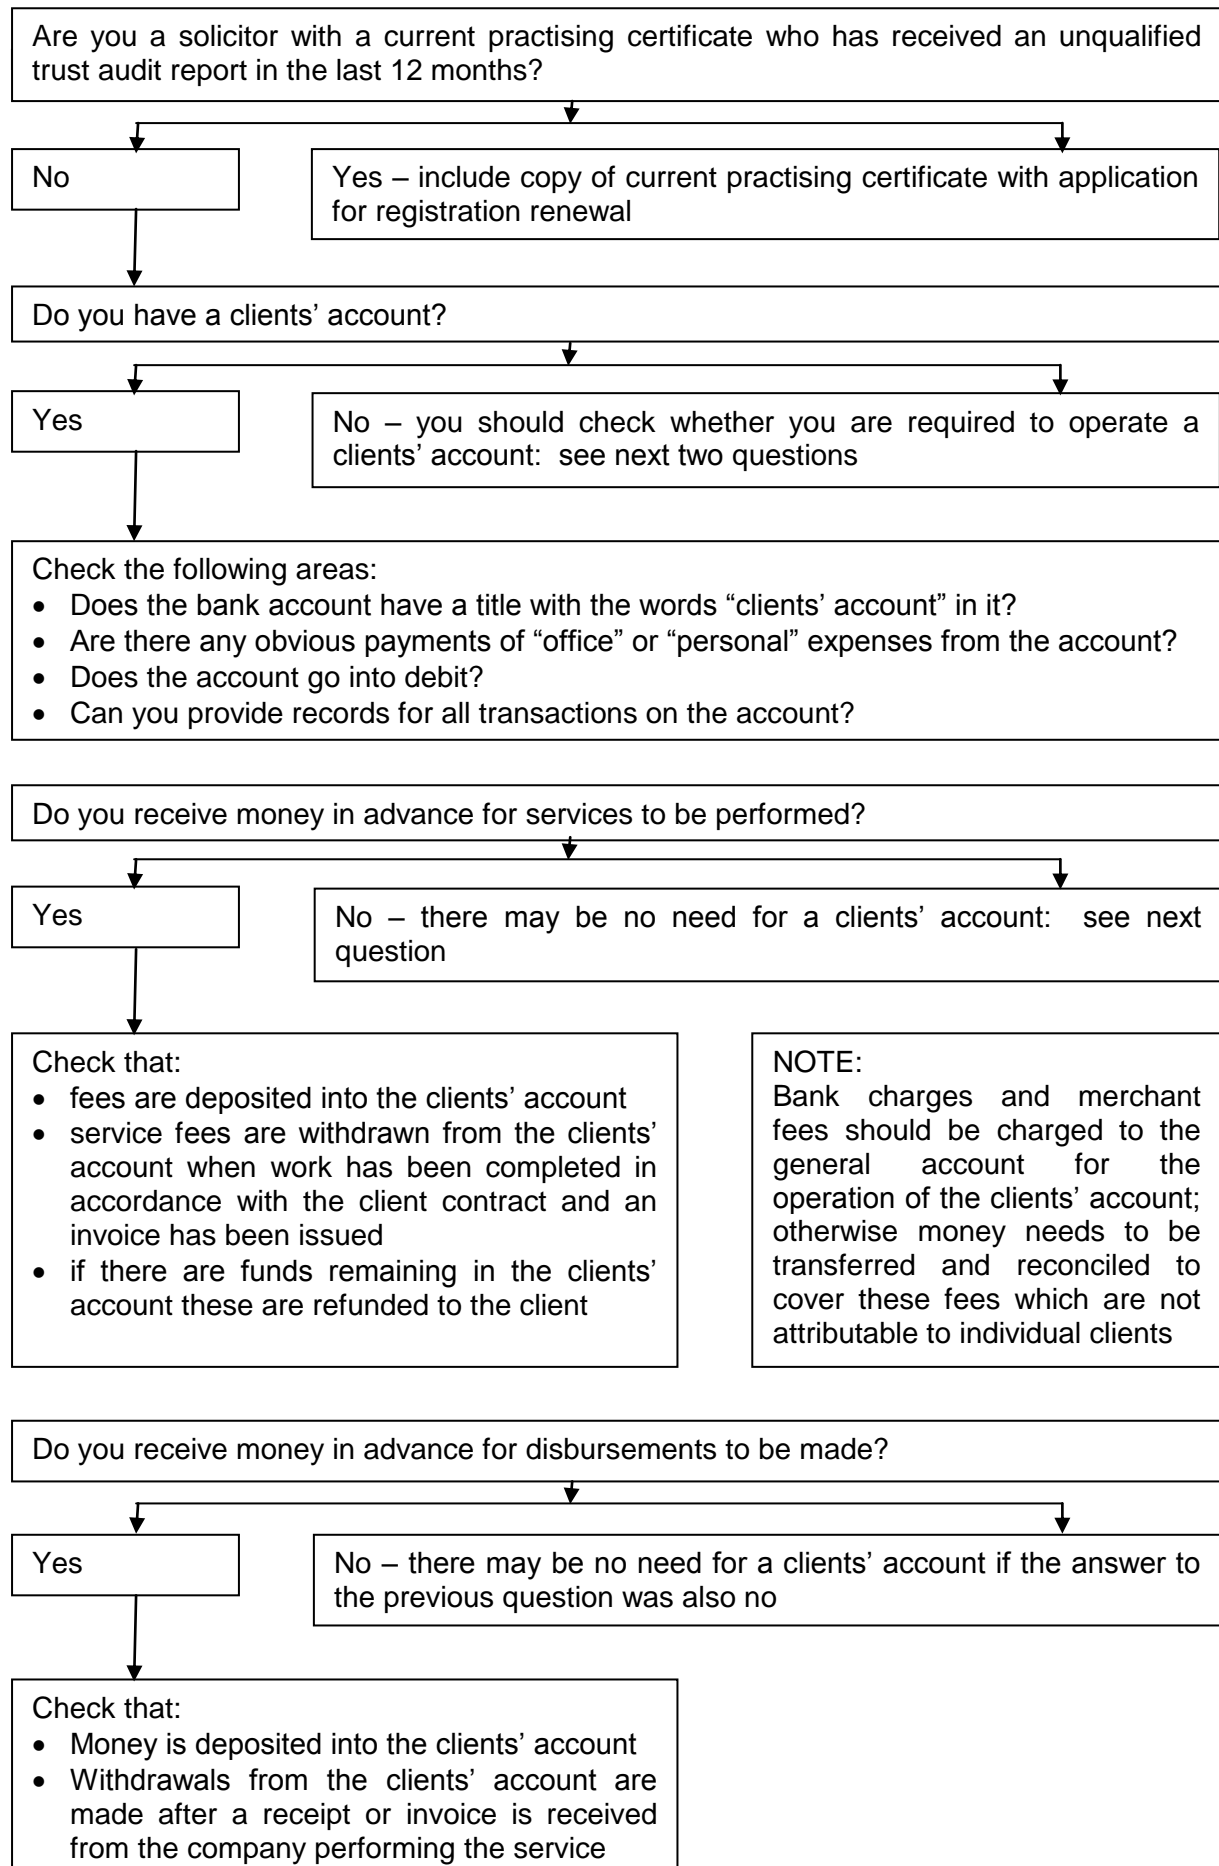 Are you a solicitor with a current practising certificate who has received an unqualified
trust audit report in the last 12 months?
No
Yes – include copy of current practising certificate with application
for registration renewal
Do you have a clients’ account?
Yes
No – you should check whether you are required to operate a
clients’ account: see next two questions
Check the following areas:
• Does the bank account have a title with the words “clients’ account” in it?
• Are there any obvious payments of “office” or “personal” expenses from the account?
• Does the account go into debit?
• Can you provide records for all transactions on the account?
Do you receive money in advance for services to be performed?
Yes
No – there may be no need for a clients’ account: see next
question
Check that:
• fees are deposited into the clients’ account
• service fees are withdrawn from the clients’
account when work has been completed in
accordance with the client contract and an
invoice has been issued
• if there are funds remaining in the clients’
account these are refunded to the client
NOTE:
Bank charges and merchant
fees should be charged to the
general account for the
operation of the clients’ account;
otherwise money needs to be
transferred and reconciled to
cover these fees which are not
attributable to individual clients
Do you receive money in advance for disbursements to be made?
Yes
No – there may be no need for a clients’ account if the answer to
the previous question was also no
Check that:
• Money is deposited into the clients’ account
• Withdrawals from the clients’ account are
made after a receipt or invoice is received
from the company performing the service